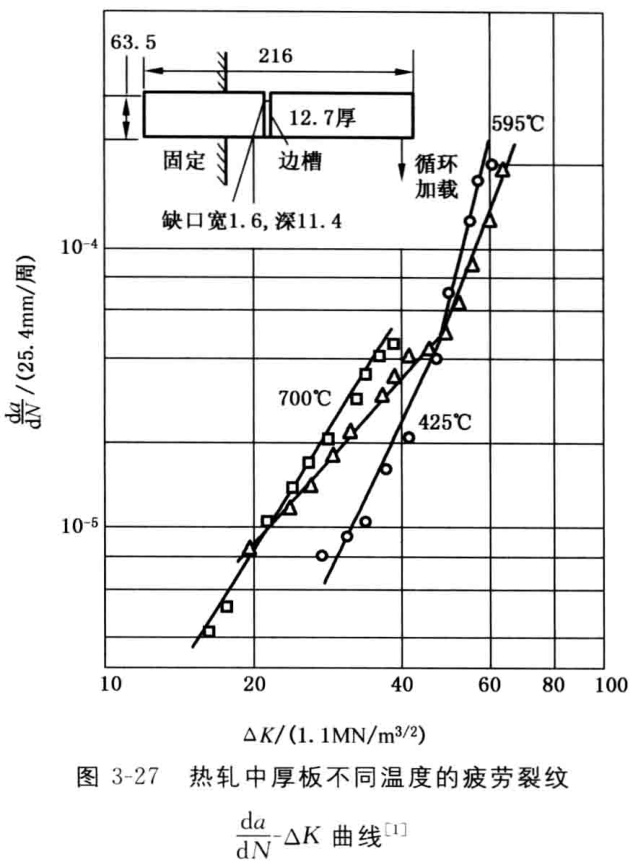 63.5
216
12.7厚
固定
边槽
循环
加载
缺口宽1.6,深11.4
595℃
700℃
425℃
10⁻⁴
10⁻⁵
da/dN/(25.4mm/周)
10 20 40 60 80 100
ΔK/(1.1MN/m³/²)
图 3-27 热轧中厚板不同温度的疲劳裂纹
da/dN-ΔK 曲线[1]